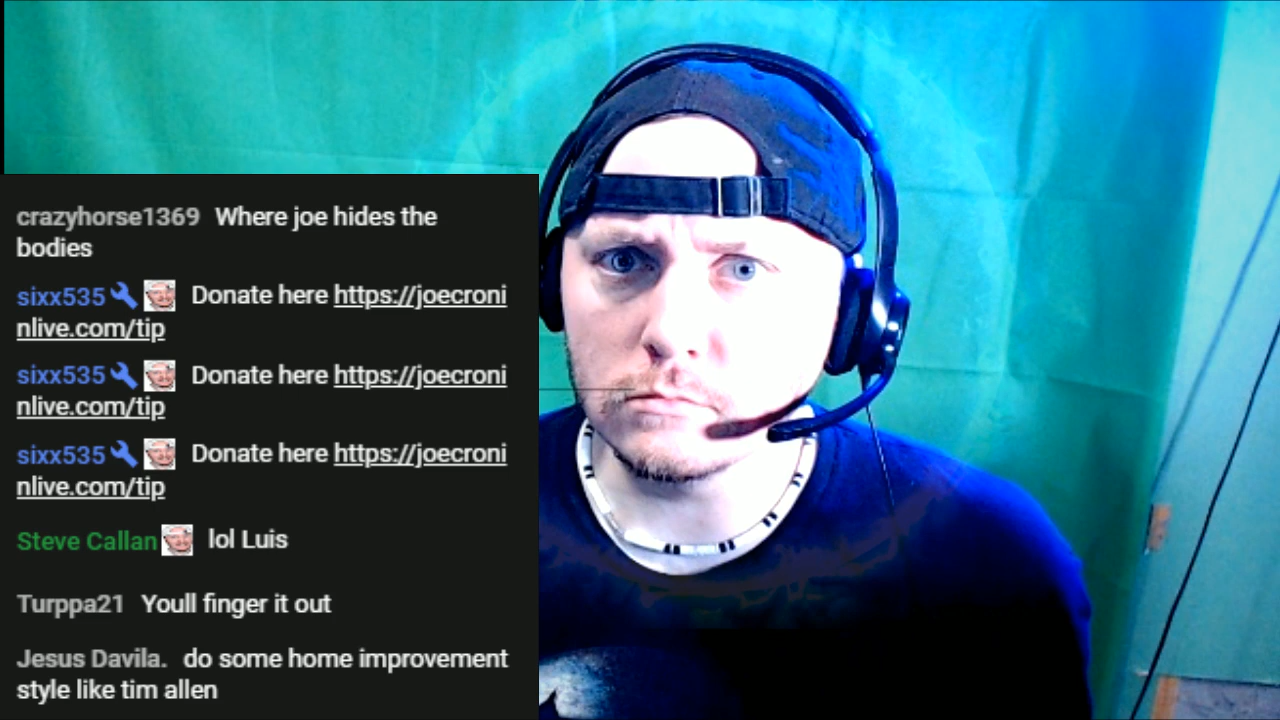 crazyhorse1369 Where joe hides the
bodies
sixx535 Donate here https://joecroni
nlive.com/tip
sixx535 Donate here https://joecroni
nlive.com/tip
sixx535 Donate here https://joecroni
nlive.com/tip
Steve Callan lol Luis
Turppa21 Youll finger it out
Jesus Davila. do some home improvement
style like tim allen